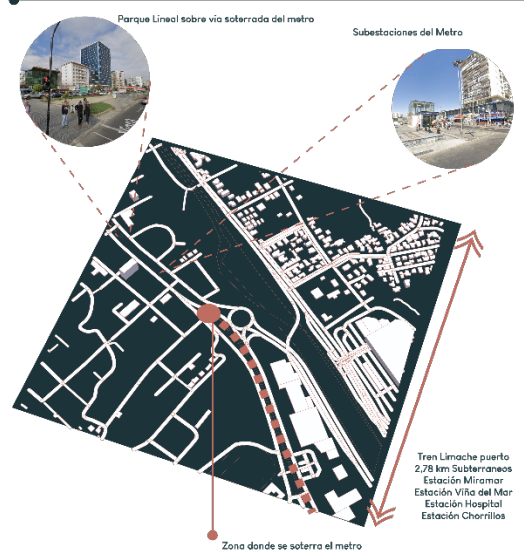 Parque Lineal sobre via soterrada del metro
Subestaciones del Metro
Tren Limache puerto
2,78 km Subterraneos
Estación Miramar
Estación Viña del Mar
Estación Hospital
Estación Chorrillos
Zona donde se soterra el metro